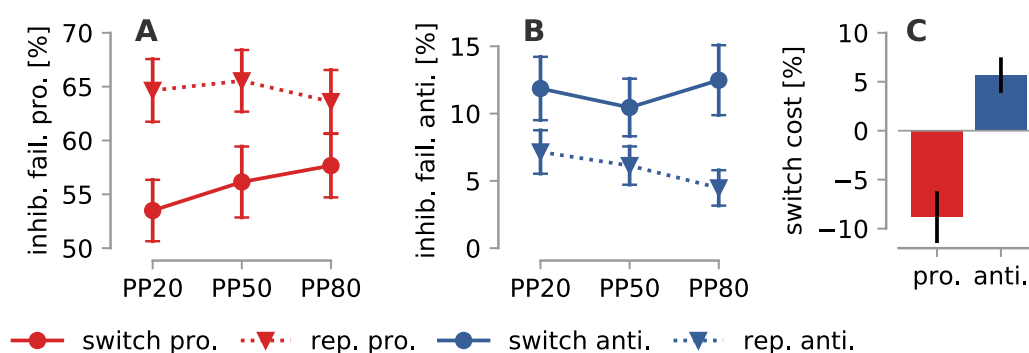 A
inhib. fail. pro. [%]
70
65
60
55
50
PP20 PP50 PP80
B
inhib. fail. anti. [%]
15
10
5
0
PP20 PP50 PP80
C
switch cost [%]
10
5
0
−5
−10
pro. anti.
switch pro. rep. pro. switch anti. rep. anti.